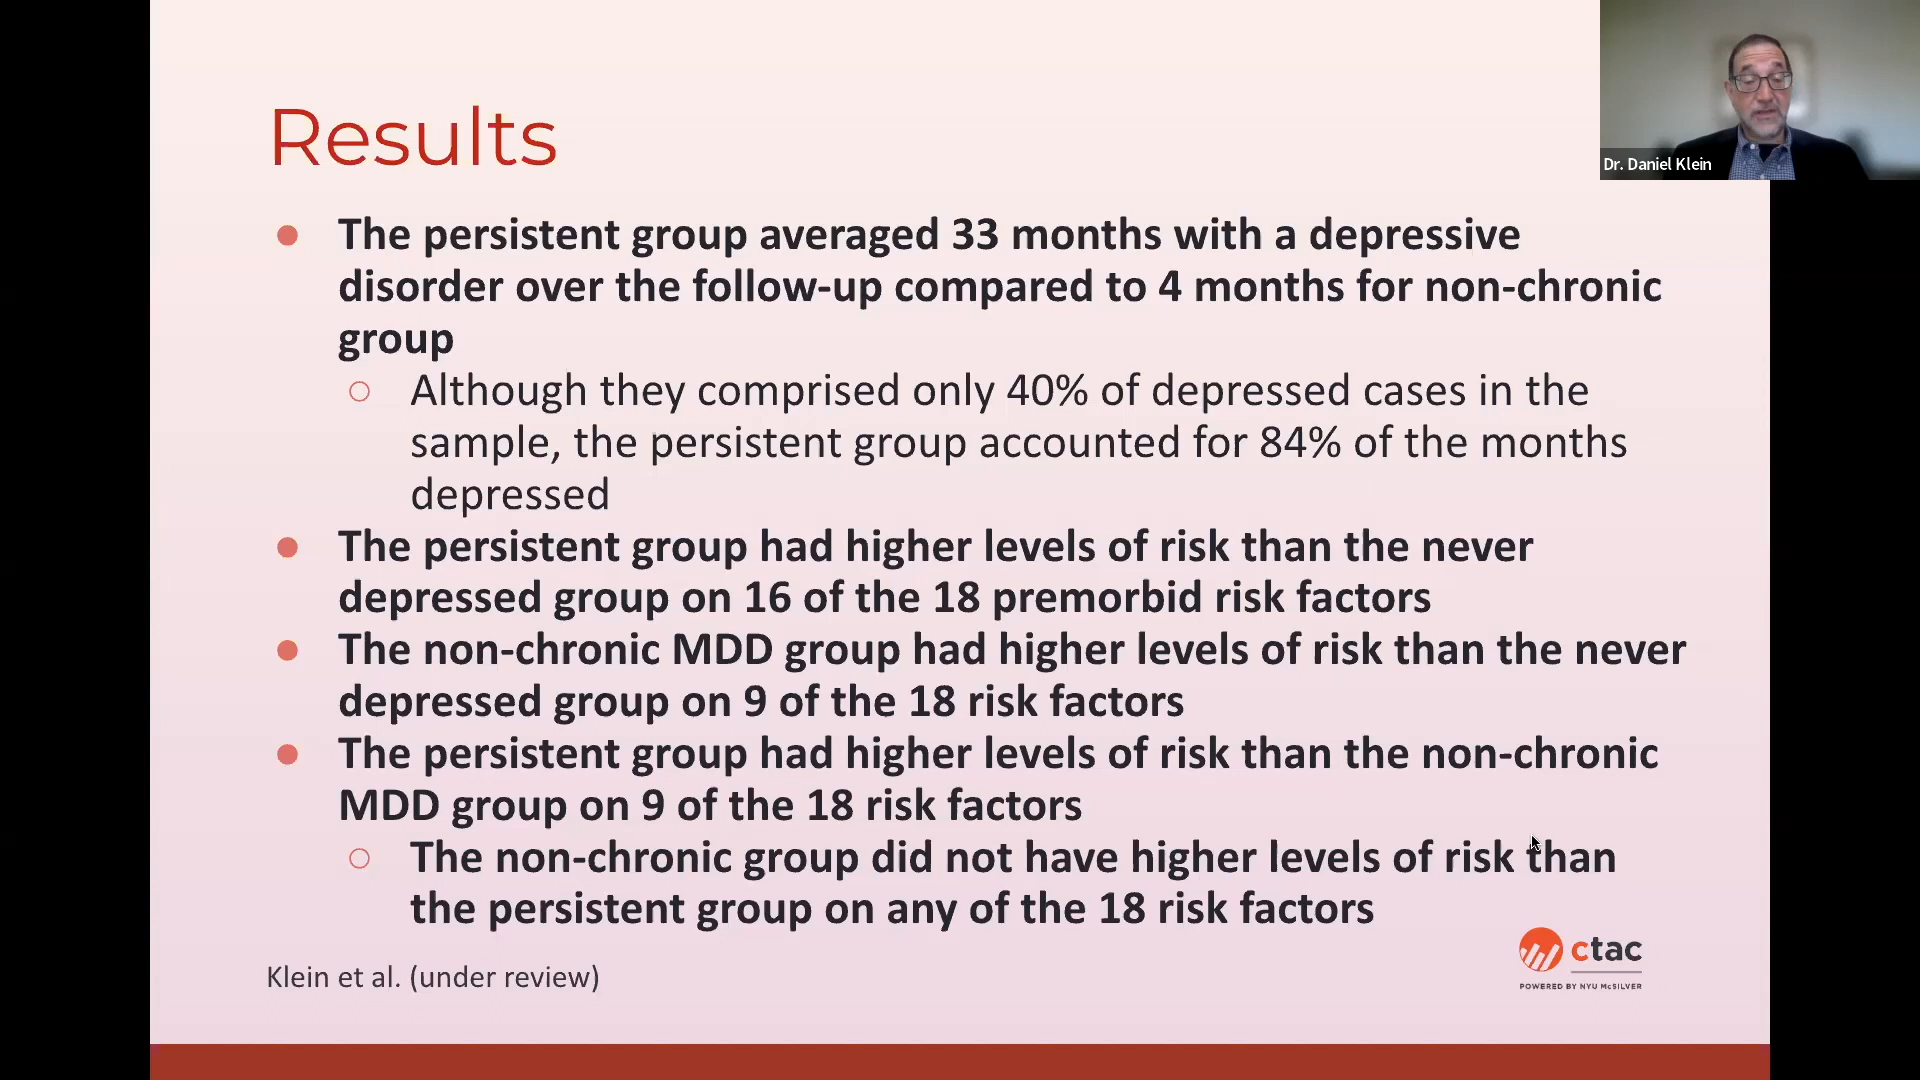 Results
The persistent group averaged 33 months with a depressive
disorder over the follow-up compared to 4 months for non-chronic
group
Although they comprised only 40% of depressed cases in the
sample, the persistent group accounted for 84% of the months
depressed
The persistent group had higher levels of risk than the never
depressed group on 16 of the 18 premorbid risk factors
The non-chronic MDD group had higher levels of risk than the never
depressed group on 9 of the 18 risk factors
The persistent group had higher levels of risk than the non-chronic
MDD group on 9 of the 18 risk factors
The non-chronic group did not have higher levels of risk than
the persistent group on any of the 18 risk factors
Klein et al. (under review)
ctac
POWERED BY NYU McSILVER
Dr. Daniel Klein